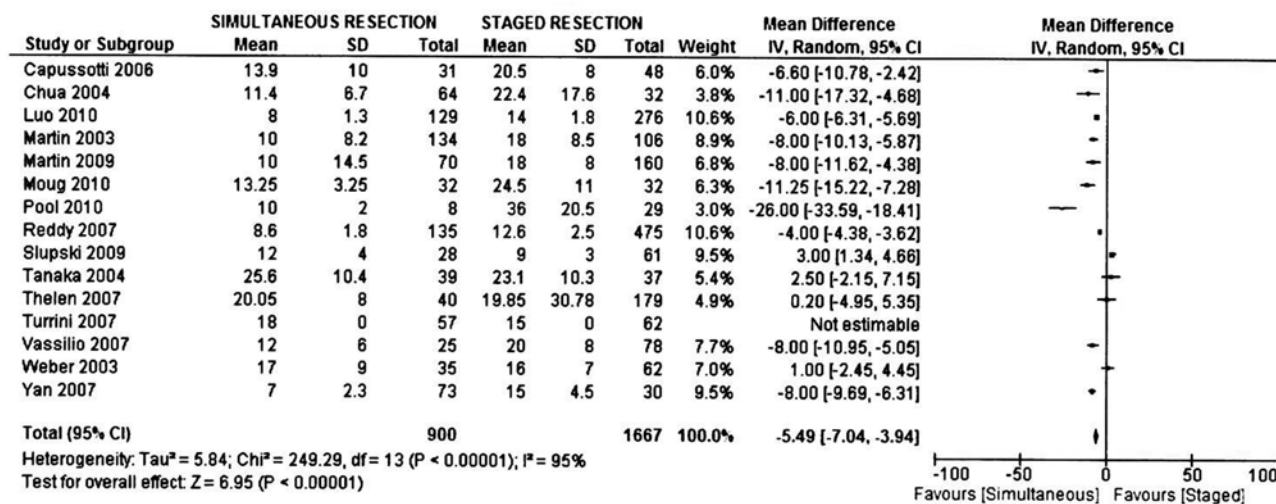 SIMULTANEOUS RESECTION STAGED RESECTION Mean Difference Mean Difference
Study or Subgroup Mean SD Total Mean SD Total Weight IV, Random, 95% CI IV, Random, 95% CI
Capussotti 2006 13.9 10 31 20.5 8 48 6.0% -6.60 [-10.78, -2.42]
Chua 2004 11.4 6.7 64 22.4 17.6 32 3.8% -11.00 [-17.32, -4.68]
Luo 2010 8 1.3 129 14 1.8 276 10.6% -6.00 [-6.31, -5.69]
Martin 2003 10 8.2 134 18 8.5 106 8.9% -8.00 [-10.13, -5.87]
Martin 2009 10 14.5 70 18 8 160 6.8% -8.00 [-11.62, -4.38]
Moug 2010 13.25 3.25 32 24.5 11 32 6.3% -11.25 [-15.22, -7.28]
Pool 2010 10 2 8 36 20.5 29 3.0% -26.00 [-33.59, -18.41]
Reddy 2007 8.6 1.8 135 12.6 2.5 475 10.6% -4.00 [-4.38, -3.62]
Slupski 2009 12 4 28 9 3 61 9.5% 3.00 [1.34, 4.66]
Tanaka 2004 25.6 10.4 39 23.1 10.3 37 5.4% 2.50 [-2.15, 7.15]
Thelen 2007 20.05 8 40 19.85 30.78 179 4.9% 0.20 [-4.95, 5.35]
Turrini 2007 18 0 57 15 0 62 Not estimable
Vassilio 2007 12 6 25 20 8 78 7.7% -8.00 [-10.95, -5.05]
Weber 2003 17 9 35 16 7 62 7.0% 1.00 [-2.45, 4.45]
Yan 2007 7 2.3 73 15 4.5 30 9.5% -8.00 [-9.69, -6.31]
Total (95% CI) 900 1667 100.0% -5.49 [-7.04, -3.94]
Heterogeneity: Tau² = 5.84; Chi² = 249.29, df = 13 (P < 0.00001); I² = 95%
Test for overall effect: Z = 6.95 (P < 0.00001)
-100 -50 0 50 100
Favours [Simultaneous] Favours [Staged]